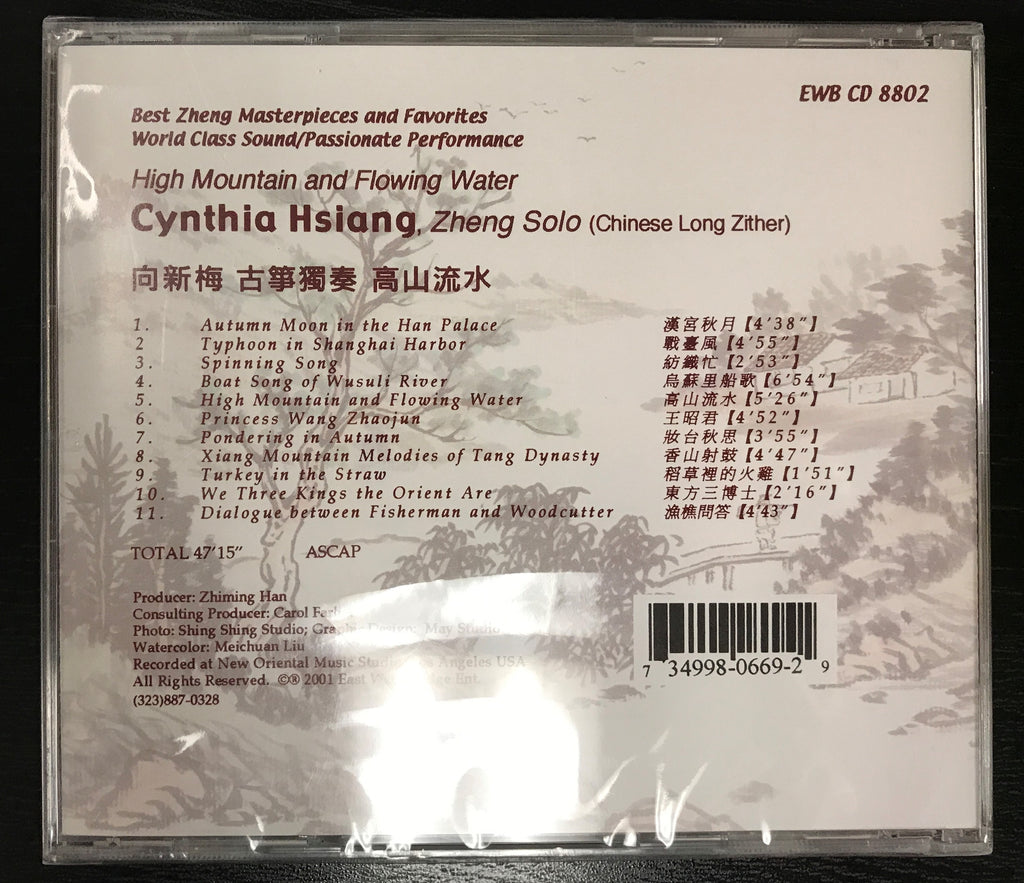 EWB CD 8802
Best Zheng Masterpieces and Favorites
World Class Sound/Passionate Performance
High Mountain and Flowing Water
Cynthia Hsiang, Zheng Solo (Chinese Long Zither)
向新梅 古箏獨奏 高山流水
1. Autumn Moon in the Han Palace 漢宮秋月【4'38"】
2 Typhoon in Shanghai Harbor 戰臺風【4'55"】
3. Spinning Song 紡織忙【2'53"】
4. Boat Song of Wusuli River 烏蘇里船歌【6'54"】
5. High Mountain and Flowing Water 高山流水【5'26"】
6. Princess Wang Zhaojun 王昭君【4'52"】
7. Pondering in Autumn 妝台秋思【3'55"】
8. Xiang Mountain Melodies of Tang Dynasty 香山射鼓【4'47"】
9. Turkey in the Straw 稻草裡的火雞【1'51"】
10. We Three Kings the Orient Are 東方三博士【2'16"】
11. Dialogue between Fisherman and Woodcutter 漁樵問答【4'43"】
TOTAL 47'15" ASCAP
Producer: Zhiming Han
Consulting Producer: Carol
Photo: Shing Shing Studio; Graphic Design: May Studio
Watercolor: Meichuan Liu
Recorded at New Oriental Music Studio Los Angeles USA
All Rights Reserved. ©® 2001 East Ent.
(323)887-0328
7 34998-0669-2 9